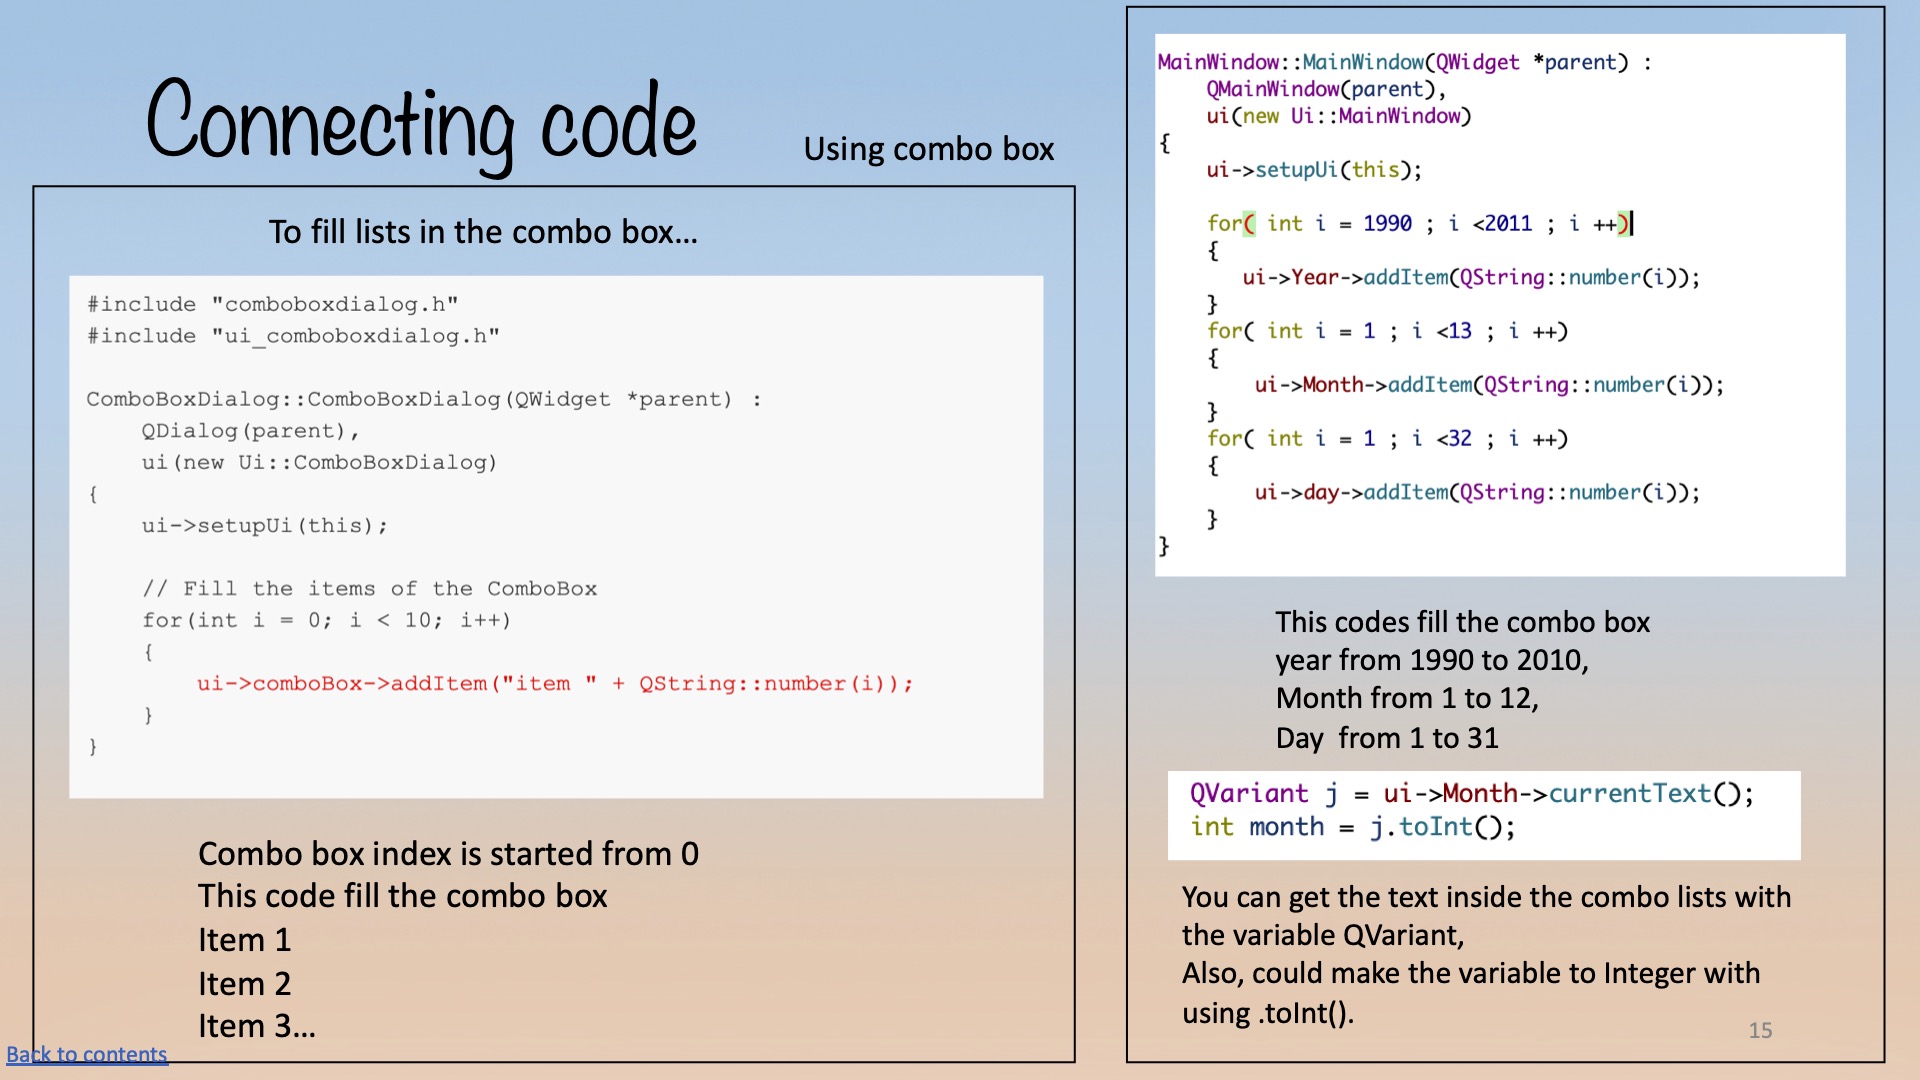 Connecting code
Using combo box
To fill lists in the combo box...
#include "comboboxdialog.h"
#include "ui_comboboxdialog.h"
ComboBoxDialog::ComboBoxDialog(QWidget *parent) :
    QDialog(parent),
    ui(new Ui::ComboBoxDialog)
{
    ui->setupUi(this);
    // Fill the items of the ComboBox
    for(int i = 0; i < 10; i++)
    {
        ui->comboBox->addItem("item " + QString::number(i));
    }
}
Combo box index is started from 0
This code fill the combo box
Item 1
Item 2
Item 3...
Back to contents
MainWindow::MainWindow(QWidget *parent) :
    QMainWindow(parent),
    ui(new Ui::MainWindow)
{
    ui->setupUi(this);
    for( int i = 1990 ; i <2011 ; i ++)
    {
       ui->Year->addItem(QString::number(i));
    }
    for( int i = 1 ; i <13 ; i ++)
    {
        ui->Month->addItem(QString::number(i));
    }
    for( int i = 1 ; i <32 ; i ++)
    {
        ui->day->addItem(QString::number(i));
    }
}
This codes fill the combo box
year from 1990 to 2010,
Month from 1 to 12,
Day  from 1 to 31
QVariant j = ui->Month->currentText();
int month = j.toInt();
You can get the text inside the combo lists with
the variable QVariant,
Also, could make the variable to Integer with
using .toInt().
15